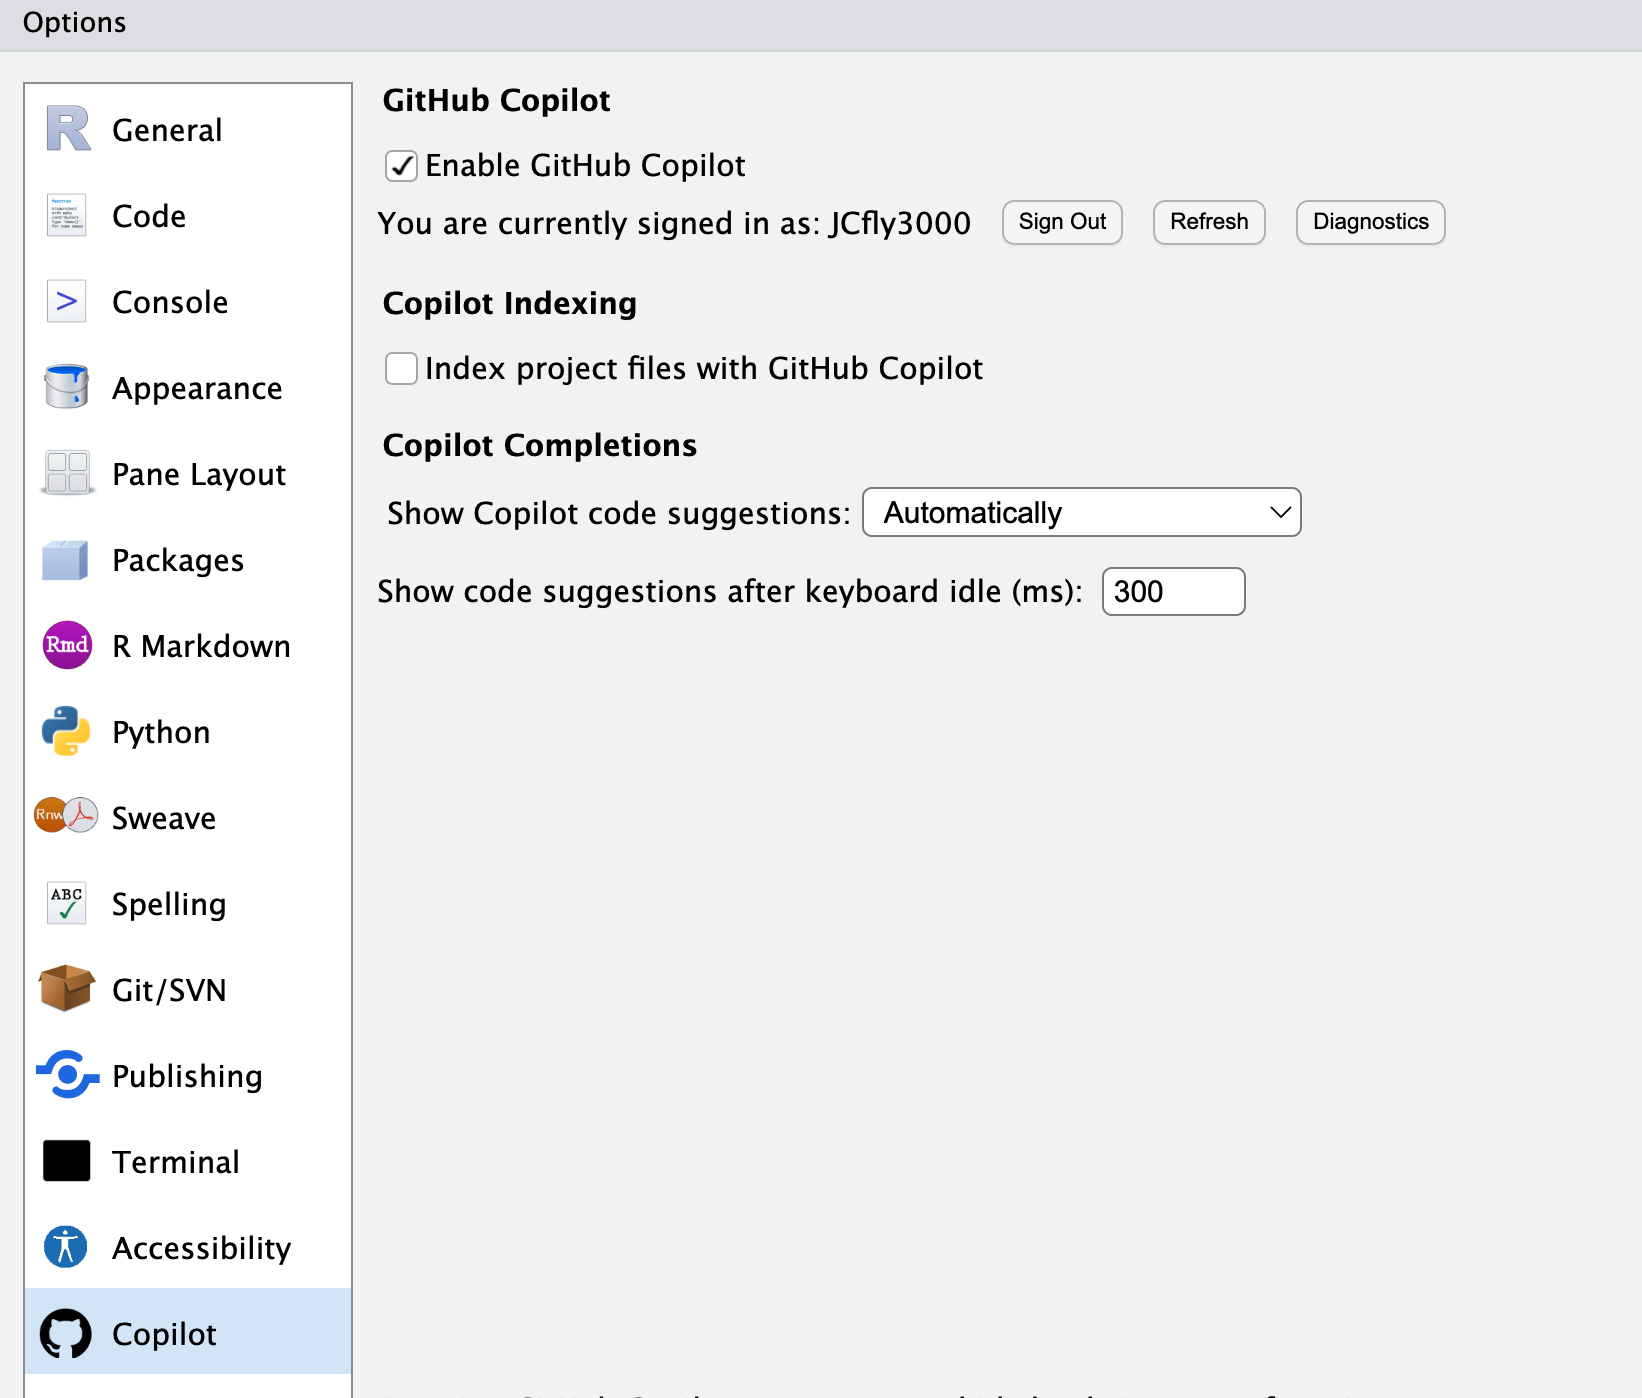 Options
General
Code
Console
Appearance
Pane Layout
Packages
Rmd R Markdown
Python
Rnw Sweave
ABC Spelling
Git/SVN
Publishing
Terminal
Accessibility
Copilot
GitHub Copilot
Enable GitHub Copilot
You are currently signed in as: JCfly3000 Sign Out Refresh Diagnostics
Copilot Indexing
Index project files with GitHub Copilot
Copilot Completions
Show Copilot code suggestions: Automatically
Show code suggestions after keyboard idle (ms): 300